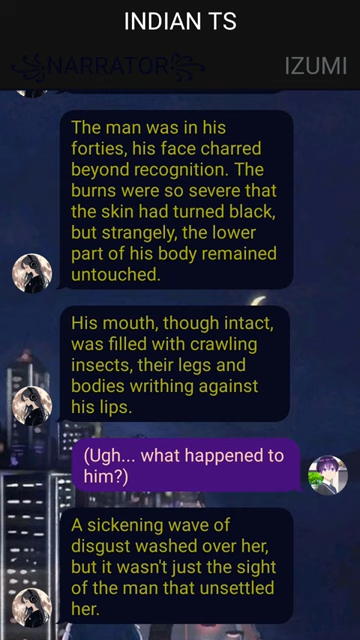 INDIAN TS
꧁NARRATOR꧂ IZUMI
The man was in his
forties, his face charred
beyond recognition. The
burns were so severe that
the skin had turned black,
but strangely, the lower
part of his body remained
untouched.
His mouth, though intact,
was filled with crawling
insects, their legs and
bodies writhing against
his lips.
(Ugh... what happened to
him?)
A sickening wave of
disgust washed over her,
but it wasn't just the sight
of the man that unsettled
her.